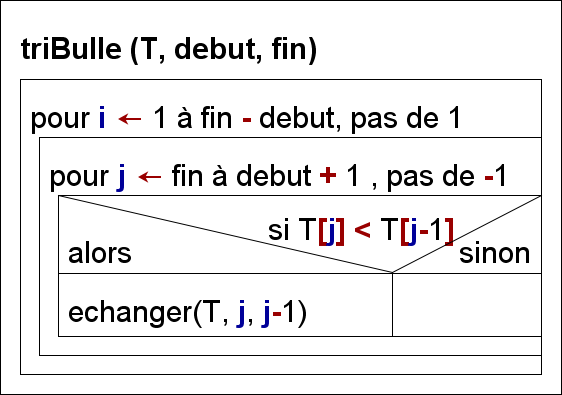 triBulle (T, debut, fin)
pour i ← 1 à fin - debut, pas de 1
pour j ← fin à debut + 1 , pas de -1
si T[j] < T[j-1]
alors
sinon
echanger(T, j, j-1)